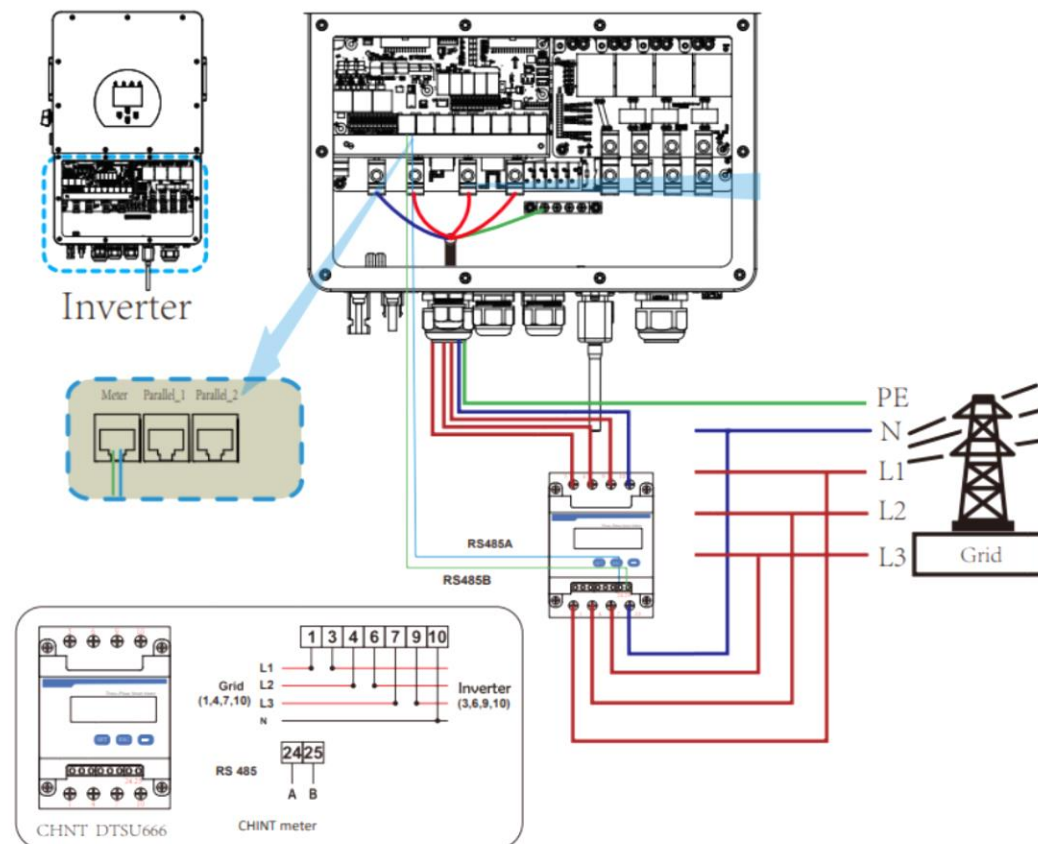 Inverter
Meter Parallel_1 Parallel_2
PE
N
L1
L2
L3
Grid
RS485A
RS485B
1 3 4 6 7 9 10
L1
L2
L3
N
Grid
(1,4,7,10)
Inverter
(3,6,9,10)
24 25
RS 485
A B
CHINT meter
CHNT DTSU666